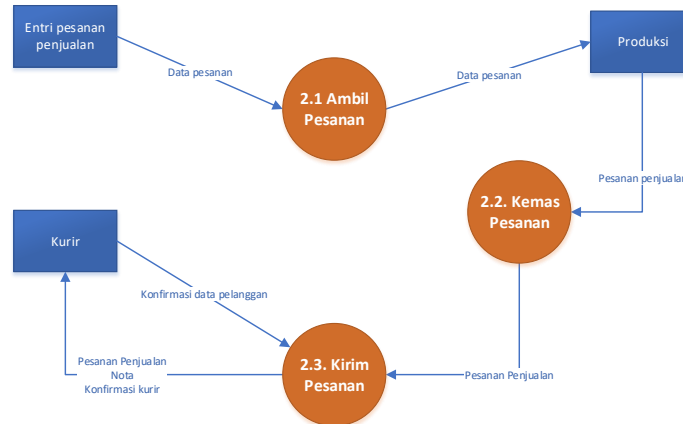 Entri pesanan
penjualan
Data pesanan
2.1 Ambil
Pesanan
Data pesanan
Produksi
Pesanan penjualan
2.2. Kemas
Pesanan
Kurir
Konfirmasi data pelanggan
Pesanan Penjualan
Nota
Konfirmasi kurir
2.3. Kirim
Pesanan
Pesanan Penjualan